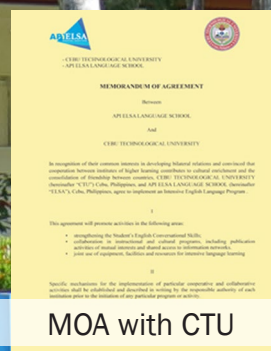 APIELSA
- CEBU TECHNOLOGICAL UNIVERSITY
- API ELSA LANGUAGE SCHOOL
MEMORANDUM OF AGREEMENT
Between
API ELSA LANGUAGE SCHOOL
And
CEBU TECHNOLOGICAL UNIVERSITY
In recognition of their common interests in developing bilateral relations and convinced that
cooperation between institutes of higher learning contributes to cultural enrichment and the
consolidation of friendship between countries, CEBU TECHNOLOGICAL UNIVERSITY
(hereinafter "CTU") Cebu, Philippines, and API ELSA LANGUAGE SCHOOL (hereinafter
"ELSA"), Cebu, Philippines, agree to implement an Intensive English Language Program .
I
This agreement will promote activities in the following areas:
• strengthening the Student's English Conversational Skills;
• collaboration in instructional and cultural programs, including publication
activities of mutual interests and shared access to information networks.
• joint use of equipment, facilities and resources for intensive language learning
II
Specific mechanisms for the implementation of particular cooperative and collaborative
activities shall be established and described in writing by the responsible authority of each
institution prior to the initiation of any particular program or activity.
MOA with CTU